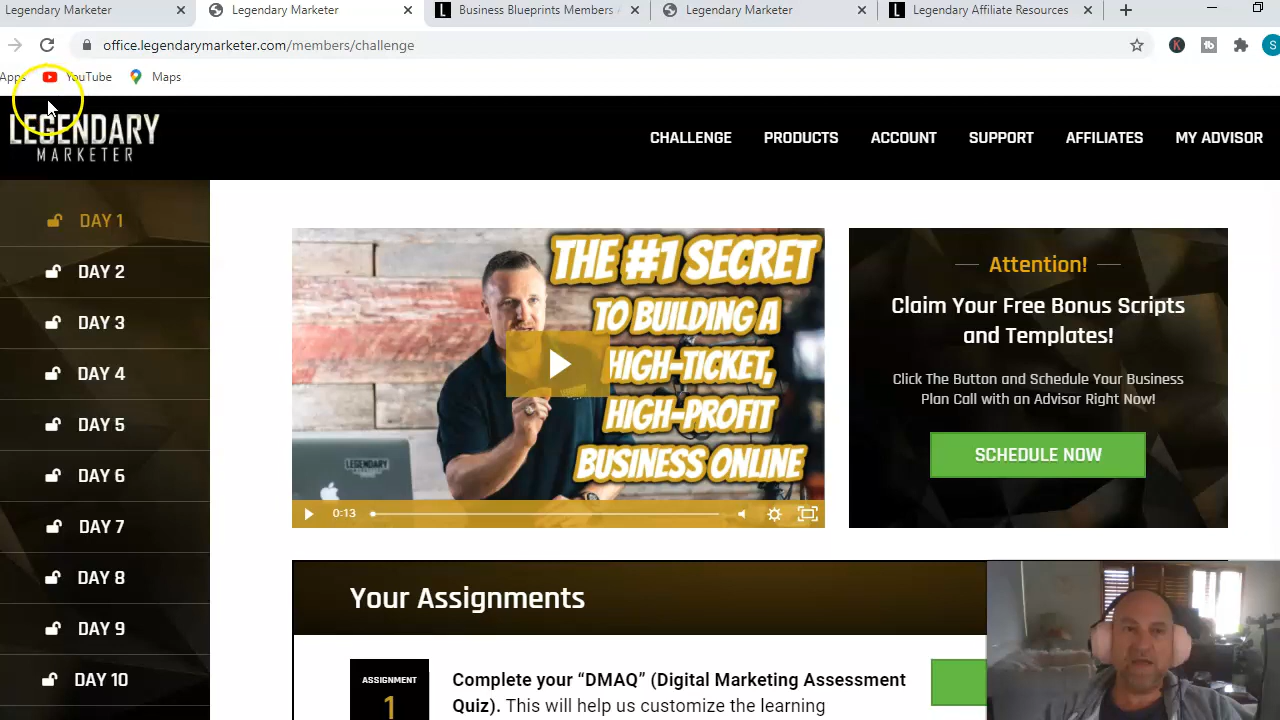 Legendary Marketer
Legendary Marketer
Business Blueprints Members
Legendary Marketer
Legendary Affiliate Resources
office.legendarymarketer.com/members/challenge
Apps
YouTube
Maps
LEGENDARY
MARKETER
CHALLENGE
PRODUCTS
ACCOUNT
SUPPORT
AFFILIATES
MY ADVISOR
DAY 1
DAY 2
DAY 3
DAY 4
DAY 5
DAY 6
DAY 7
DAY 8
DAY 9
DAY 10
THE #1 SECRET
TO BUILDING A
HIGH-TICKET,
HIGH-PROFIT
BUSINESS ONLINE
LEGENDARY
0:13
Attention!
Claim Your Free Bonus Scripts
and Templates!
Click The Button and Schedule Your Business
Plan Call with an Advisor Right Now!
SCHEDULE NOW
Your Assignments
ASSIGNMENT
1
Complete your “DMAQ” (Digital Marketing Assessment
Quiz). This will help us customize the learning